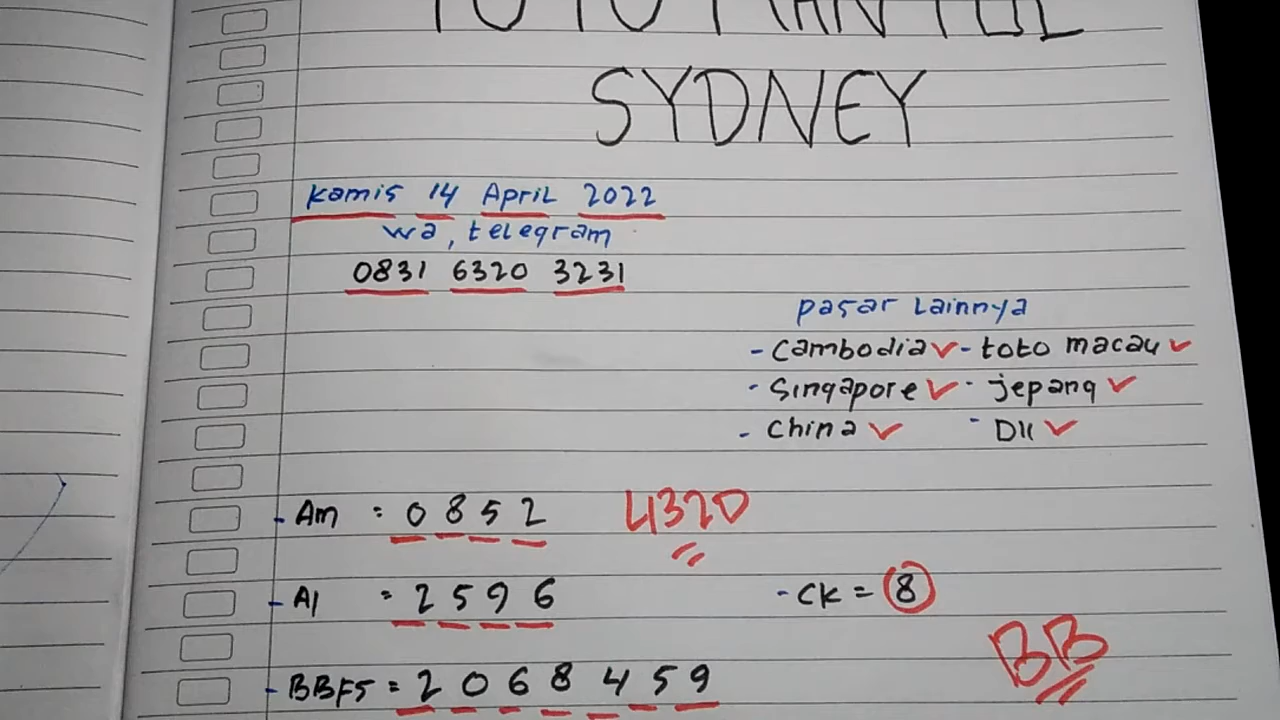 SYDNEY
Kamis 14 April 2022
wa, telegram
0831 6320 3231
pasar Lainnya
- Cambodia ✓ - toto macau ✓
- Singapore ✓ - jepang ✓
- China ✓ - Dll ✓
- Am = 0852 4320
- AI = 2596 - CK = 8
BB
- BBFS = 2068459